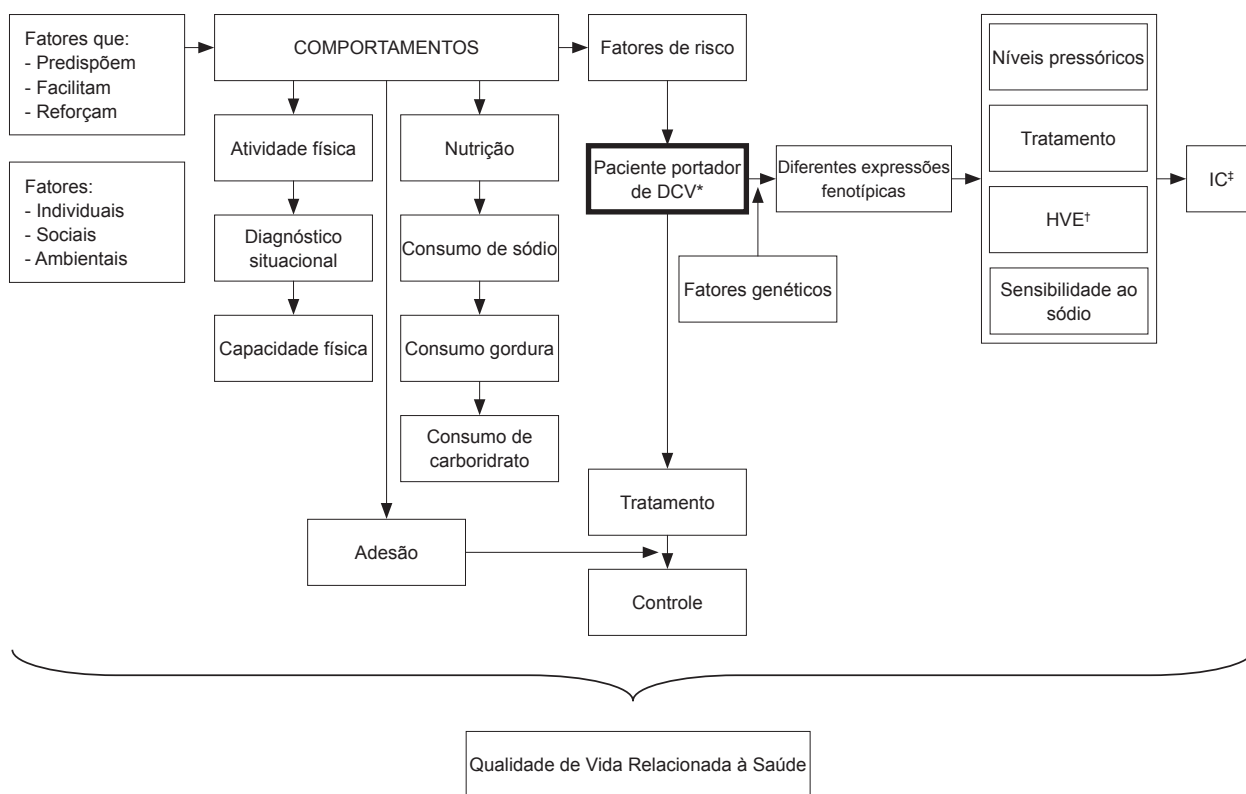 Fatores que:
- Predispõem
- Facilitam
- Reforçam
COMPORTAMENTOS
Fatores de risco
Níveis pressóricos
Atividade física
Nutrição
Paciente portador
de DCV*
Diferentes expressões
fenotípicas
Tratamento
IC‡
Fatores:
- Individuais
- Sociais
- Ambientais
Diagnóstico
situacional
Consumo de sódio
Fatores genéticos
HVE†
Sensibilidade ao
sódio
Capacidade física
Consumo gordura
Consumo de
carboridrato
Tratamento
Adesão
Controle
Qualidade de Vida Relacionada à Saúde